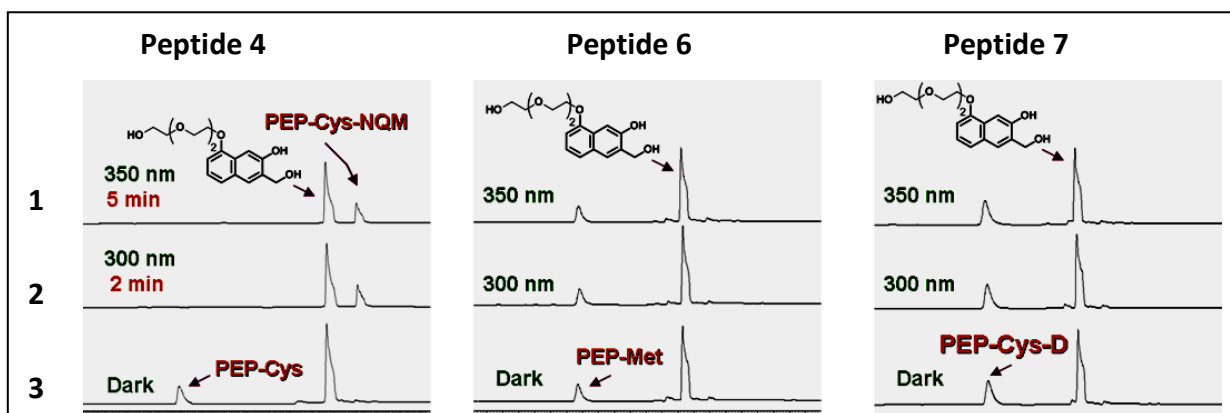 Peptide 4
HO
O
2
O
OH
OH
PEP-Cys-NQM
1
350 nm
5 min
2
300 nm
2 min
3
Dark
PEP-Cys
Peptide 6
HO
O
2
O
OH
OH
350 nm
300 nm
Dark
PEP-Met
Peptide 7
HO
O
2
O
OH
OH
350 nm
300 nm
Dark
PEP-Cys-D